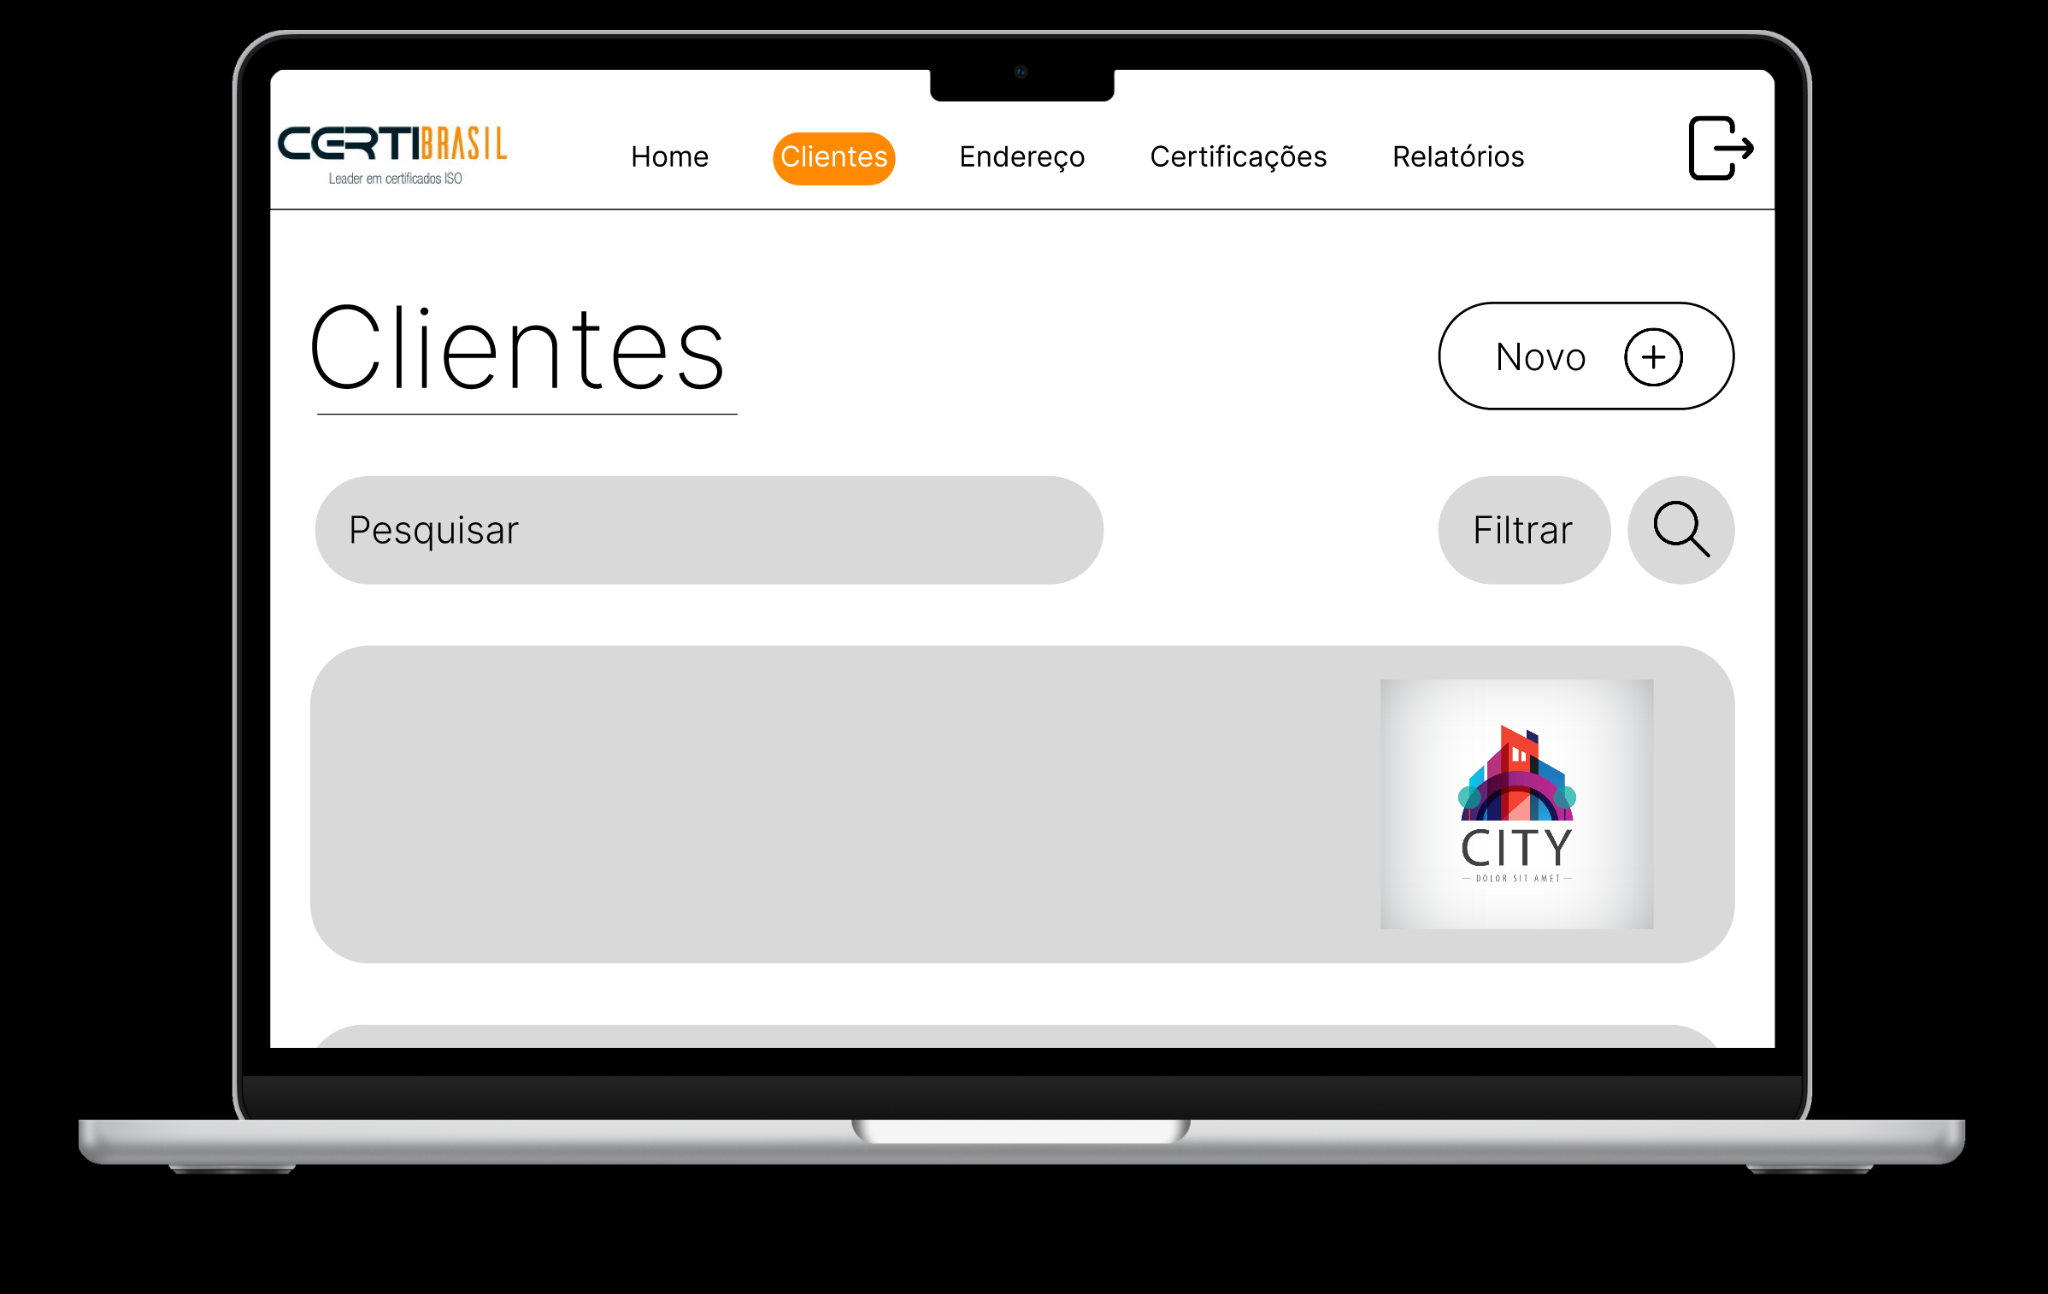 CERTIBRASIL
Leader em certificados ISO
Home
Clientes
Endereço
Certificações
Relatórios
Clientes
Novo
Pesquisar
Filtrar
CITY
DOLOR SIT AMET